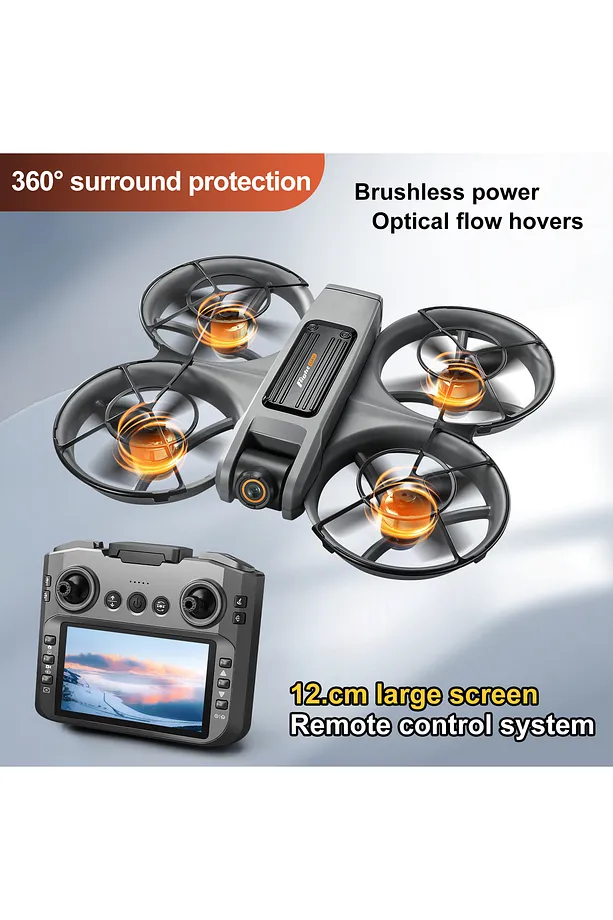 360° surround protection
Brushless power
Optical flow hovers
12.cm large screen
Remote control system